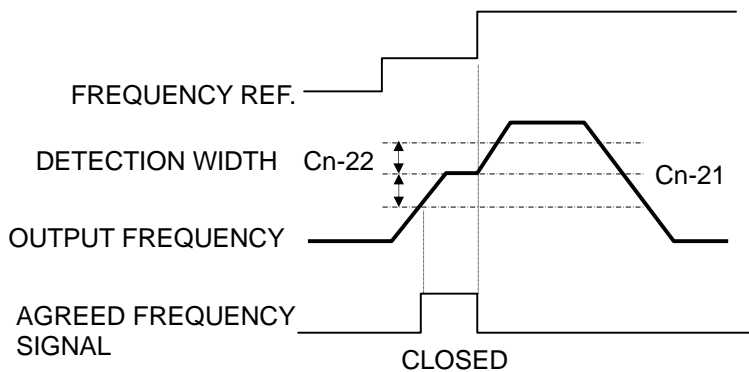 FREQUENCY REF.
DETECTION WIDTH Cn-22
Cn-21
OUTPUT FREQUENCY
AGREED FREQUENCY
SIGNAL
CLOSED